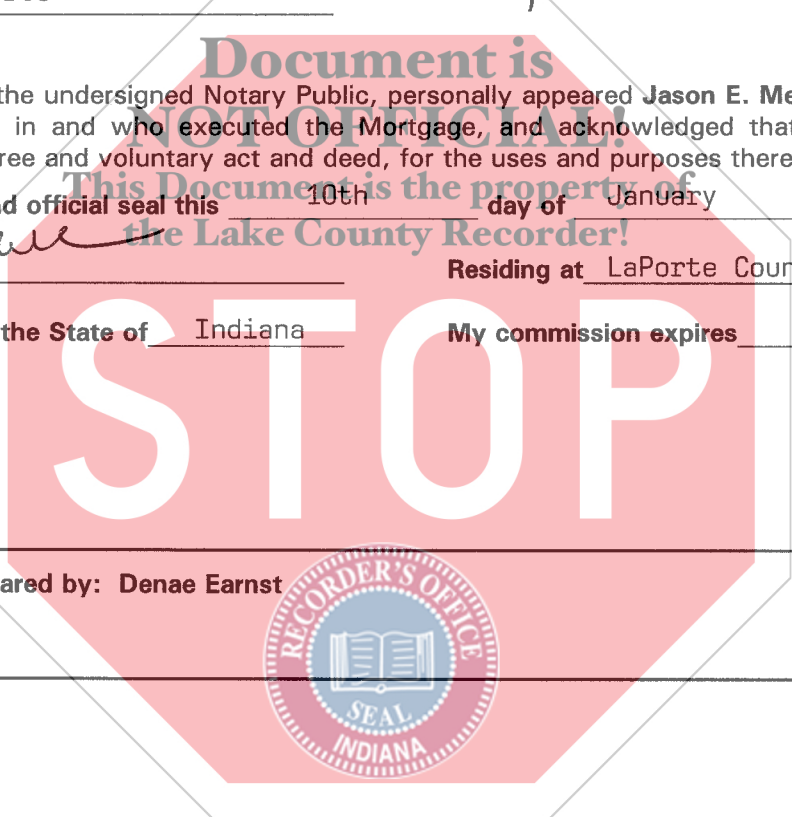 Document is
the undersigned Notary Public, personally appeared Jason E. Me
NOT OFFICIAL!
in and who executed the Mortgage, and acknowledged that
ree and voluntary act and deed, for the uses and purposes there
This Document is the property of
d official seal this 10th day of January
the Lake County Recorder!
Residing at LaPorte Coun
the State of Indiana My commission expires
STOP
ared by: Denae Earnst
RECORDER'S OFFICE
SEAL
INDIANA